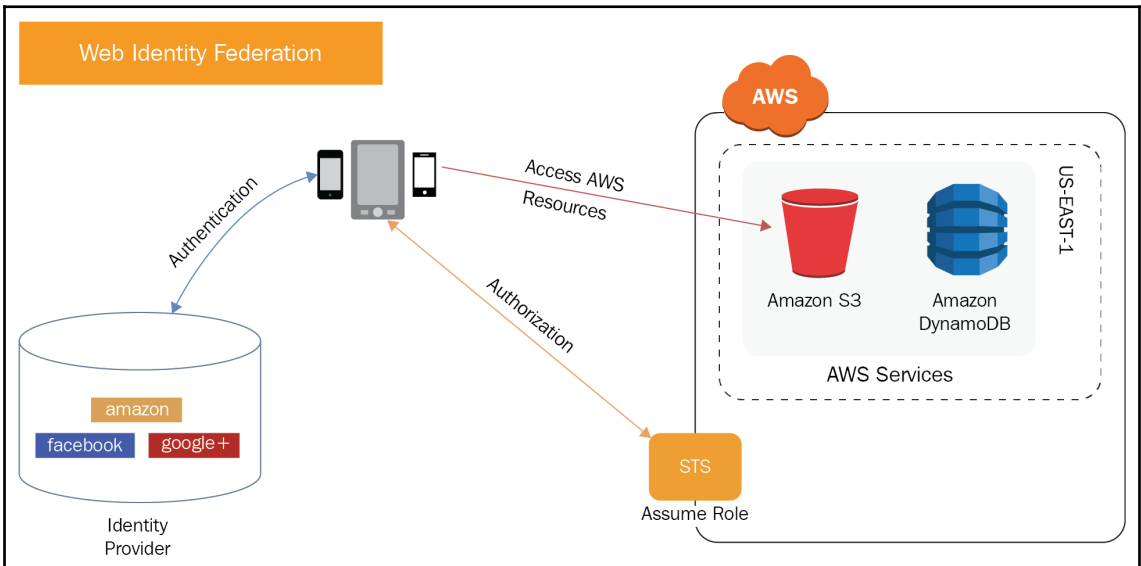 Web Identity Federation
AWS
Access AWS
Resources
US-EAST-1
Authentication
Amazon S3
Amazon
DynamoDB
Authorization
AWS Services
amazon
facebook
google+
STS
Assume Role
Identity
Provider